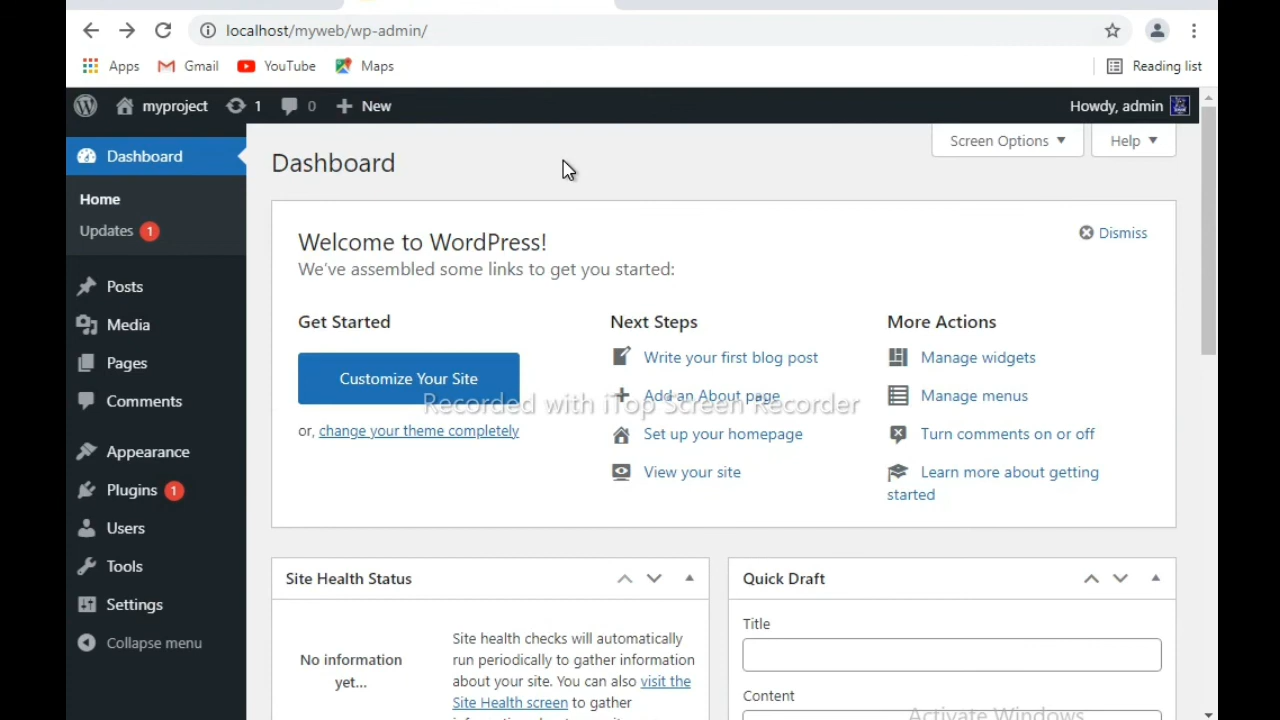 localhost/myweb/wp-admin/
Apps Gmail YouTube Maps Reading list
myproject 1 0 New Howdy, admin
Dashboard
Home
Updates 1
Posts
Media
Pages
Comments
Appearance
Plugins 1
Users
Tools
Settings
Collapse menu
Screen Options Help
Dashboard
Welcome to WordPress!
We've assembled some links to get you started:
Dismiss
Get Started
Customize Your Site
or, change your theme completely
Next Steps
Write your first blog post
Add an About page
Set up your homepage
View your site
More Actions
Manage widgets
Manage menus
Turn comments on or off
Learn more about getting
started
Recorded with iTop Screen Recorder
Site Health Status
No information
yet...
Site health checks will automatically
run periodically to gather information
about your site. You can also visit the
Site Health screen to gather
Quick Draft
Title
Content
Activate Windows